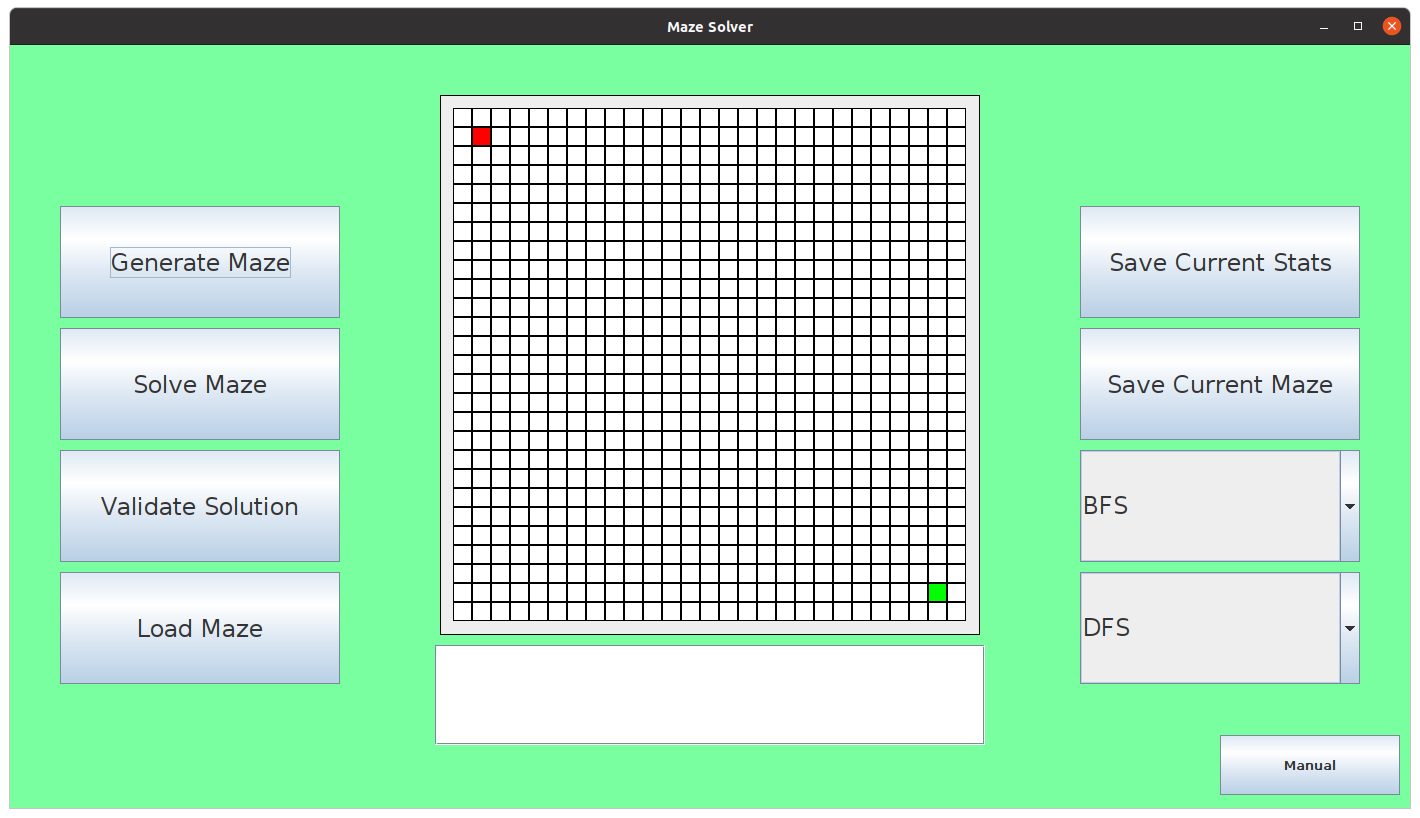 Maze Solver
Generate Maze
Solve Maze
Validate Solution
Load Maze
Save Current Stats
Save Current Maze
BFS
DFS
Manual